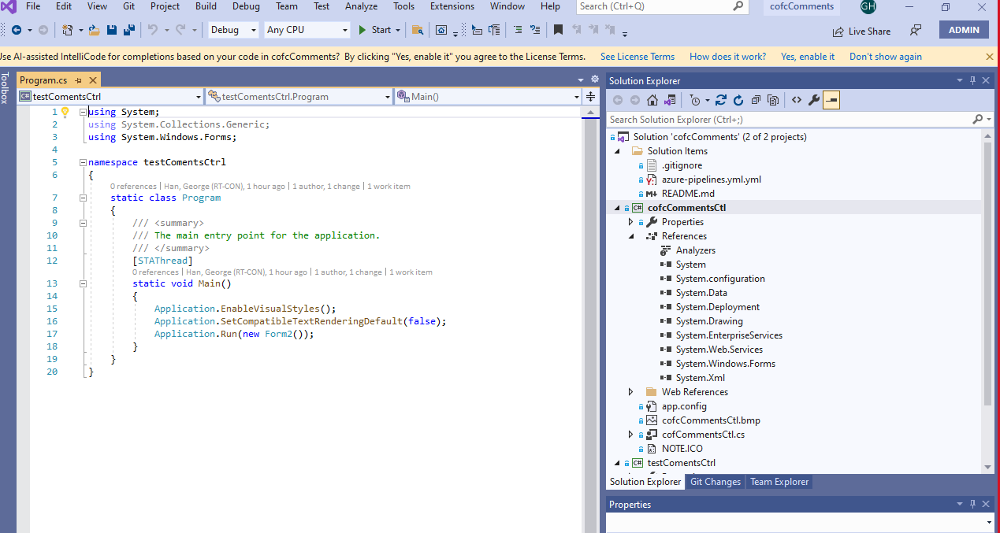 File Edit View Git Project Build Debug Team Test Analyze Tools Extensions Window Help Search (Ctrl+Q) cofcComments GH
Debug Any CPU Start Live Share ADMIN
Use AI-assisted IntelliCode for completions based on your code in cofcComments? By clicking "Yes, enable it" you agree to the License Terms. See License Terms How does it work? Yes, enable it Don't show again
Toolbox
Program.cs
testComentsCtrl testComentsCtrl.Program Main()
1 using System;
2 using System.Collections.Generic;
3 using System.Windows.Forms;
4
5 namespace testComentsCtrl
6 {
0 references | Han, George (RT-CON), 1 hour ago | 1 author, 1 change | 1 work item
7 static class Program
8 {
9 /// <summary>
10 /// The main entry point for the application.
11 /// </summary>
12 [STAThread]
0 references | Han, George (RT-CON), 1 hour ago | 1 author, 1 change | 1 work item
13 static void Main()
14 {
15 Application.EnableVisualStyles();
16 Application.SetCompatibleTextRenderingDefault(false);
17 Application.Run(new Form2());
18 }
19 }
20 }
Solution Explorer
Search Solution Explorer (Ctrl+;)
Solution 'cofcComments' (2 of 2 projects)
Solution Items
.gitignore
azure-pipelines.yml.yml
README.md
C# cofcCommentsCtl
Properties
References
Analyzers
System
System.configuration
System.Data
System.Deployment
System.Drawing
System.EnterpriseServices
System.Web.Services
System.Windows.Forms
System.Xml
Web References
app.config
cofcCommentsCtl.bmp
cofCommentsCtl.cs
NOTE.ICO
C# testComentsCtrl
Solution Explorer Git Changes Team Explorer
Properties